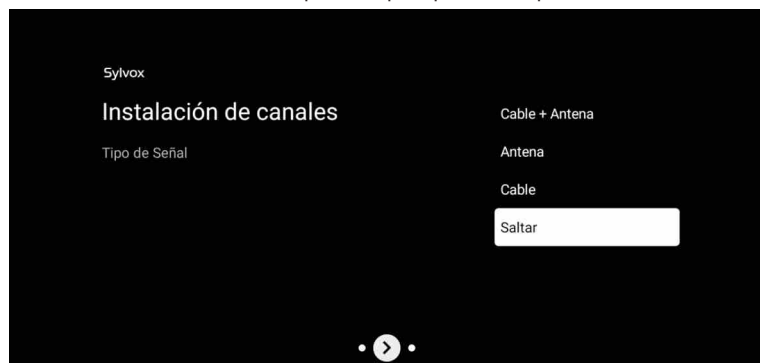 Sylvox
Instalación de canales
Tipo de Señal
Cable + Antena
Antena
Cable
Saltar